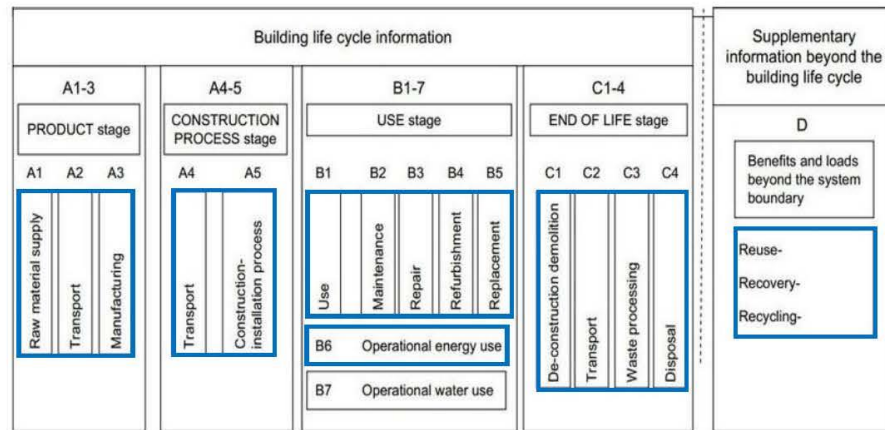 Building life cycle information
Supplementary
information beyond the
building life cycle
A1-3
PRODUCT stage
A1 A2 A3
Raw material supply
Transport
Manufacturing
A4-5
CONSTRUCTION
PROCESS stage
A4 A5
Transport
Construction-
installation process
B1-7
USE stage
B1 B2 B3 B4 B5
Use
Maintenance
Repair
Refurbishment
Replacement
B6 Operational energy use
B7 Operational water use
C1-4
END OF LIFE stage
C1 C2 C3 C4
De-construction demolition
Transport
Waste processing
Disposal
D
Benefits and loads
beyond the system
boundary
Reuse-
Recovery-
Recycling-